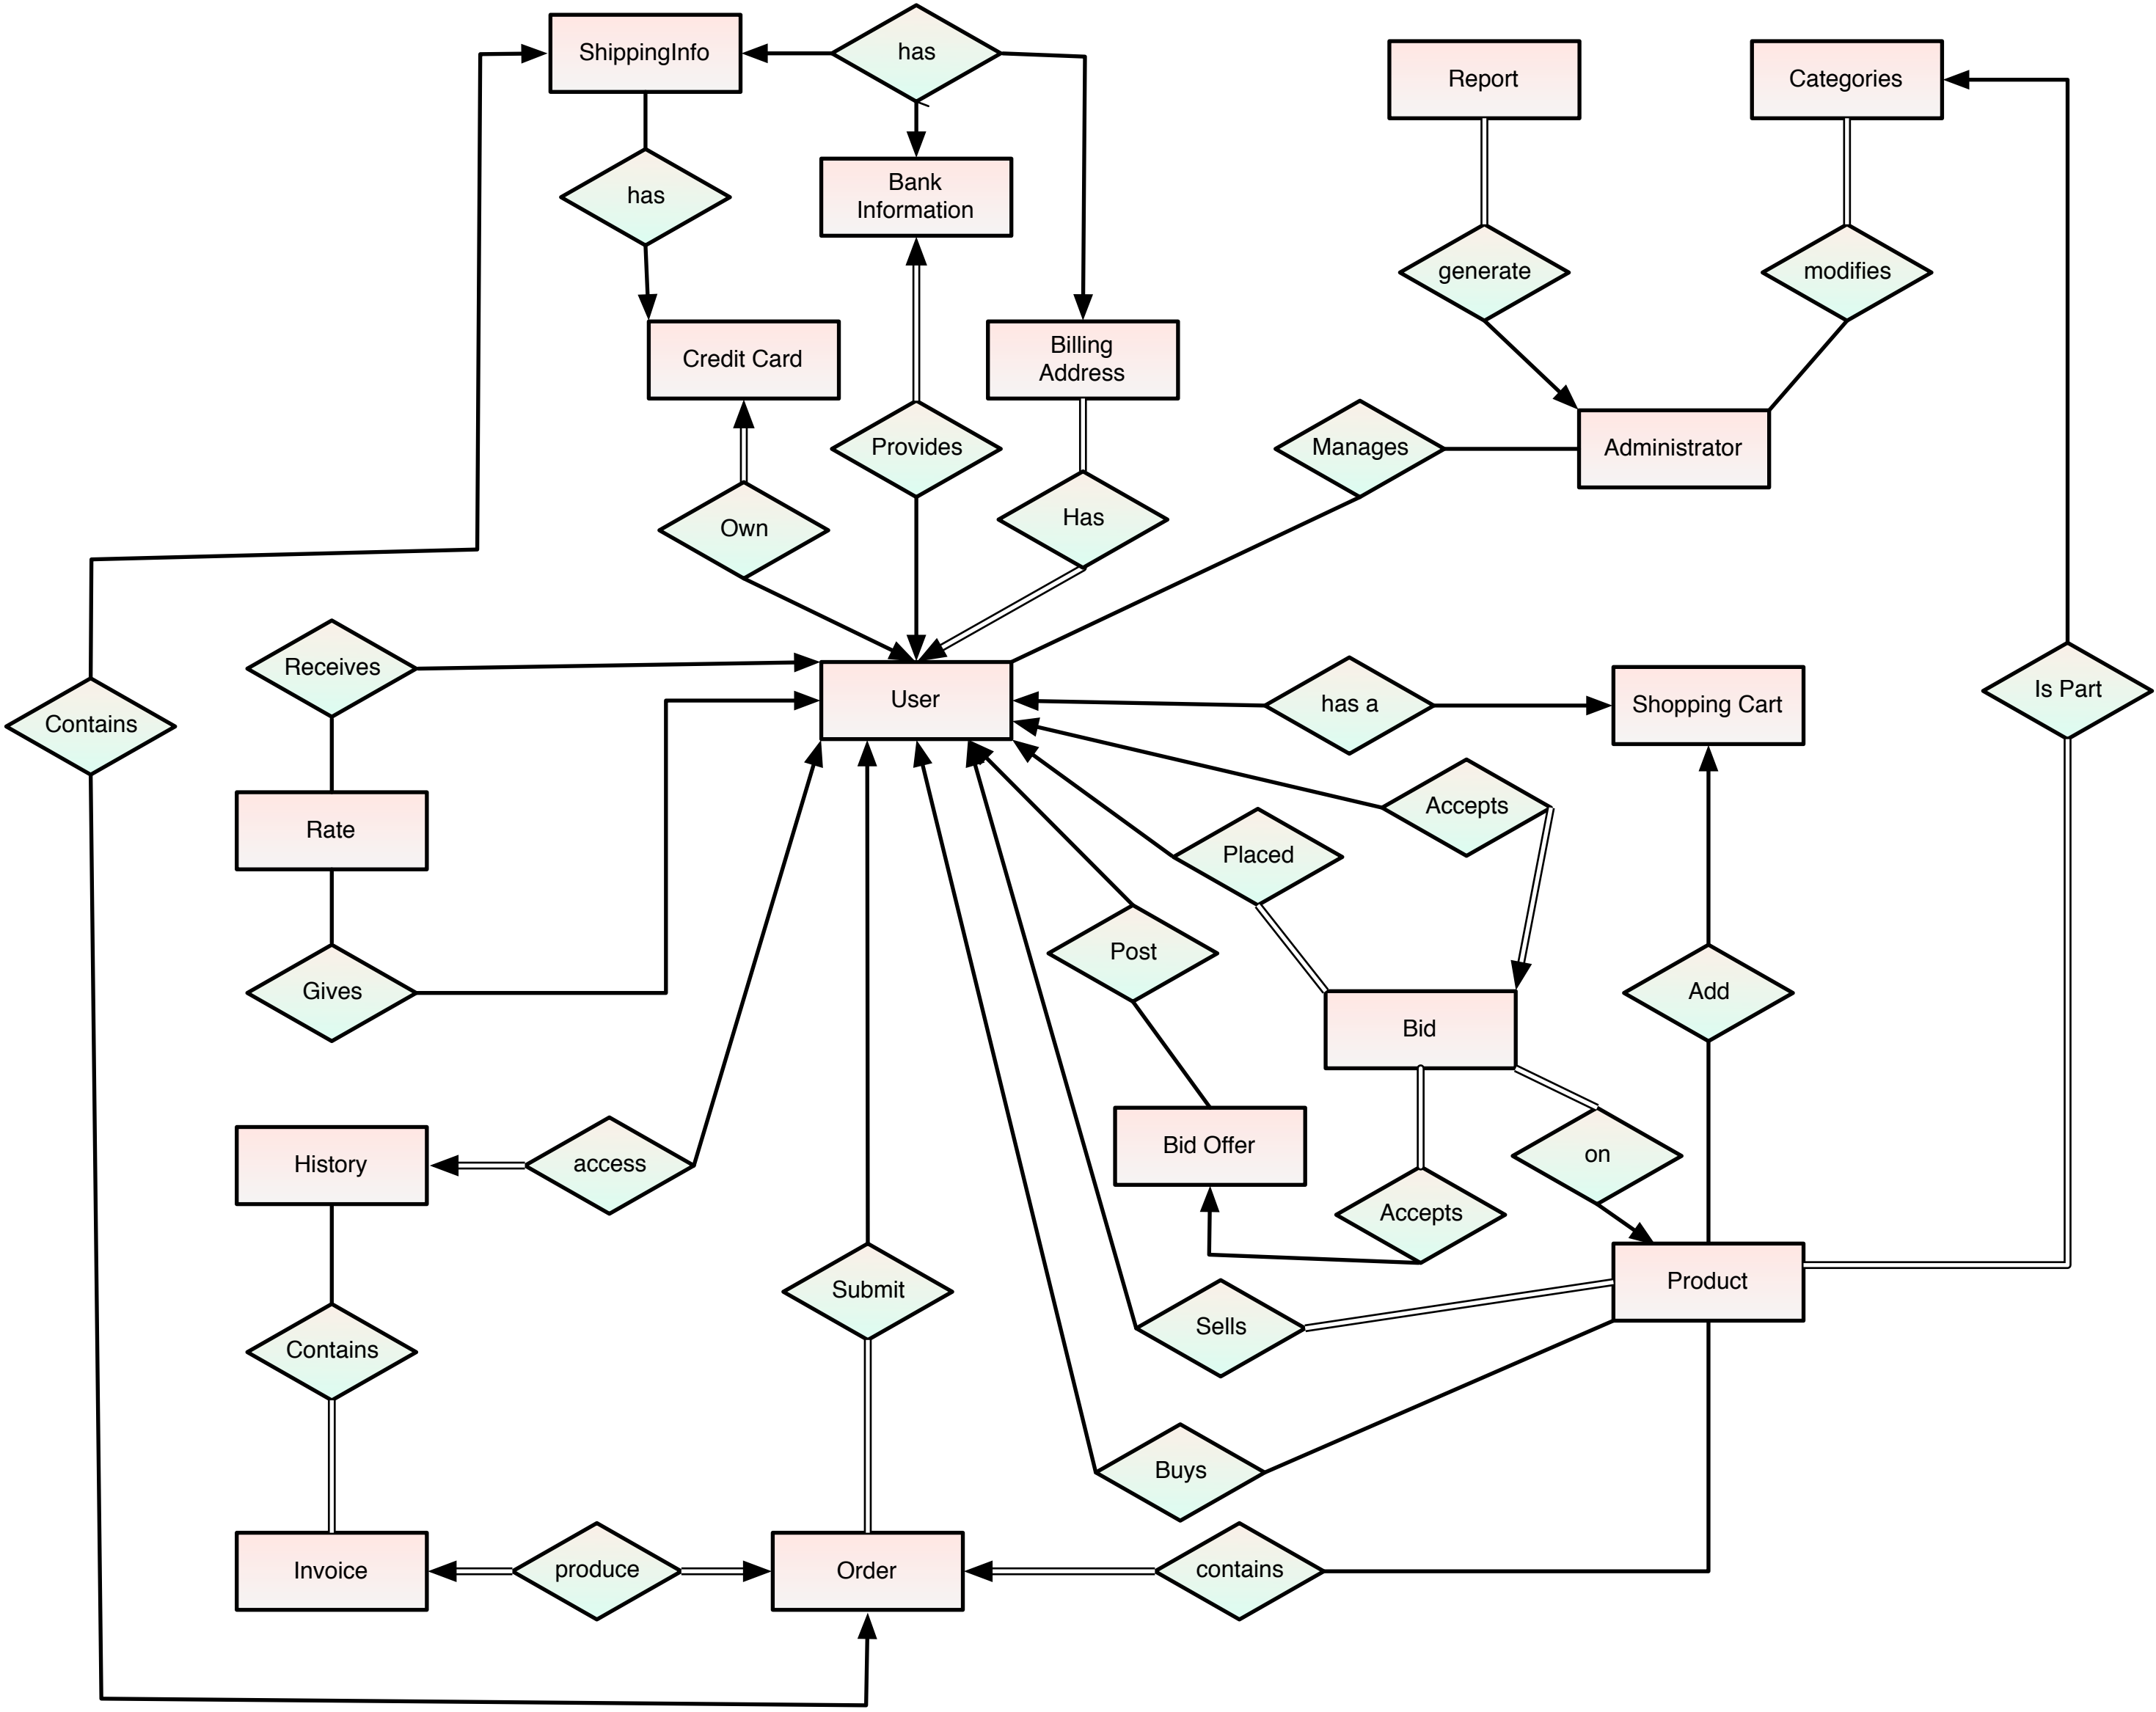 ShippingInfo
has
Report
Categories
has
Bank
Information
generate
modifies
Credit Card
Billing
Address
Provides
Manages
Administrator
Own
Has
Receives
User
has a
Shopping Cart
Is Part
Contains
Accepts
Rate
Placed
Gives
Post
Add
Bid
History
access
Bid Offer
on
Accepts
Submit
Product
Sells
Contains
Buys
Invoice
produce
Order
contains